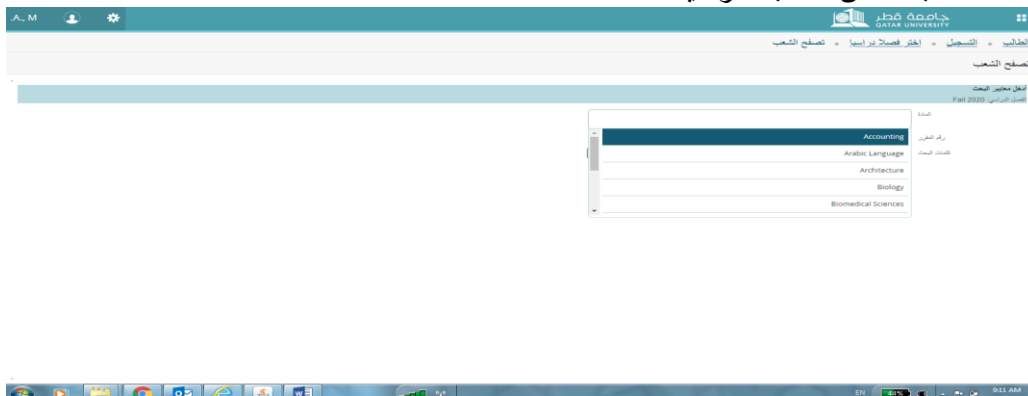 A., M
جامعة قطر
QATAR UNIVERSITY
الطالب • التسجيل • اختر فصلاً دراسيا • تصفح الشعب
تصفح الشعب
أدخل معايير البحث
الفصل الدراسي: Fall 2020
المادة
Accounting
رقم المقرر
Arabic Language
كلمات البحث
Architecture
Biology
Biomedical Sciences
EN
9:11 AM